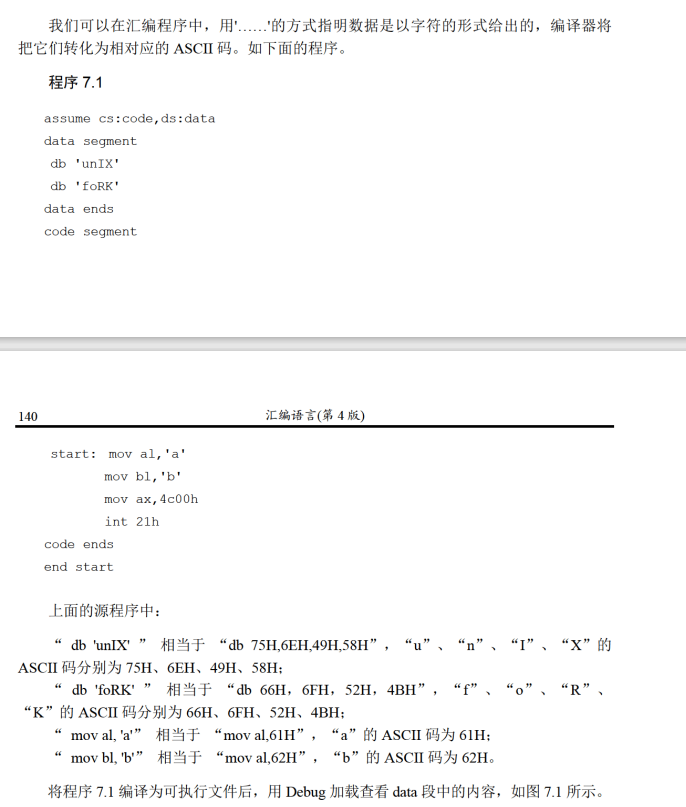 我们可以在汇编程序中，用'……'的方式指明数据是以字符的形式给出的，编译器将
把它们转化为相对应的 ASCII 码。如下面的程序。
程序 7.1
assume cs:code,ds:data
data segment
db 'unIX'
db 'foRK'
data ends
code segment
140 汇编语言(第 4 版)
start: mov al,'a'
mov bl,'b'
mov ax,4c00h
int 21h
code ends
end start
上面的源程序中：
“ db 'unIX' ” 相当于 “db 75H,6EH,49H,58H”，“u”、“n”、“I”、“X”的
ASCII 码分别为 75H、6EH、49H、58H；
“ db 'foRK' ” 相当于 “db 66H，6FH，52H，4BH”，“f”、“o”、“R”、
“K”的 ASCII 码分别为 66H、6FH、52H、4BH；
“ mov al, 'a'” 相当于 “mov al,61H”，“a”的 ASCII 码为 61H；
“ mov bl, 'b'” 相当于 “mov al,62H”，“b”的 ASCII 码为 62H。
将程序 7.1 编译为可执行文件后，用 Debug 加载查看 data 段中的内容，如图 7.1 所示。